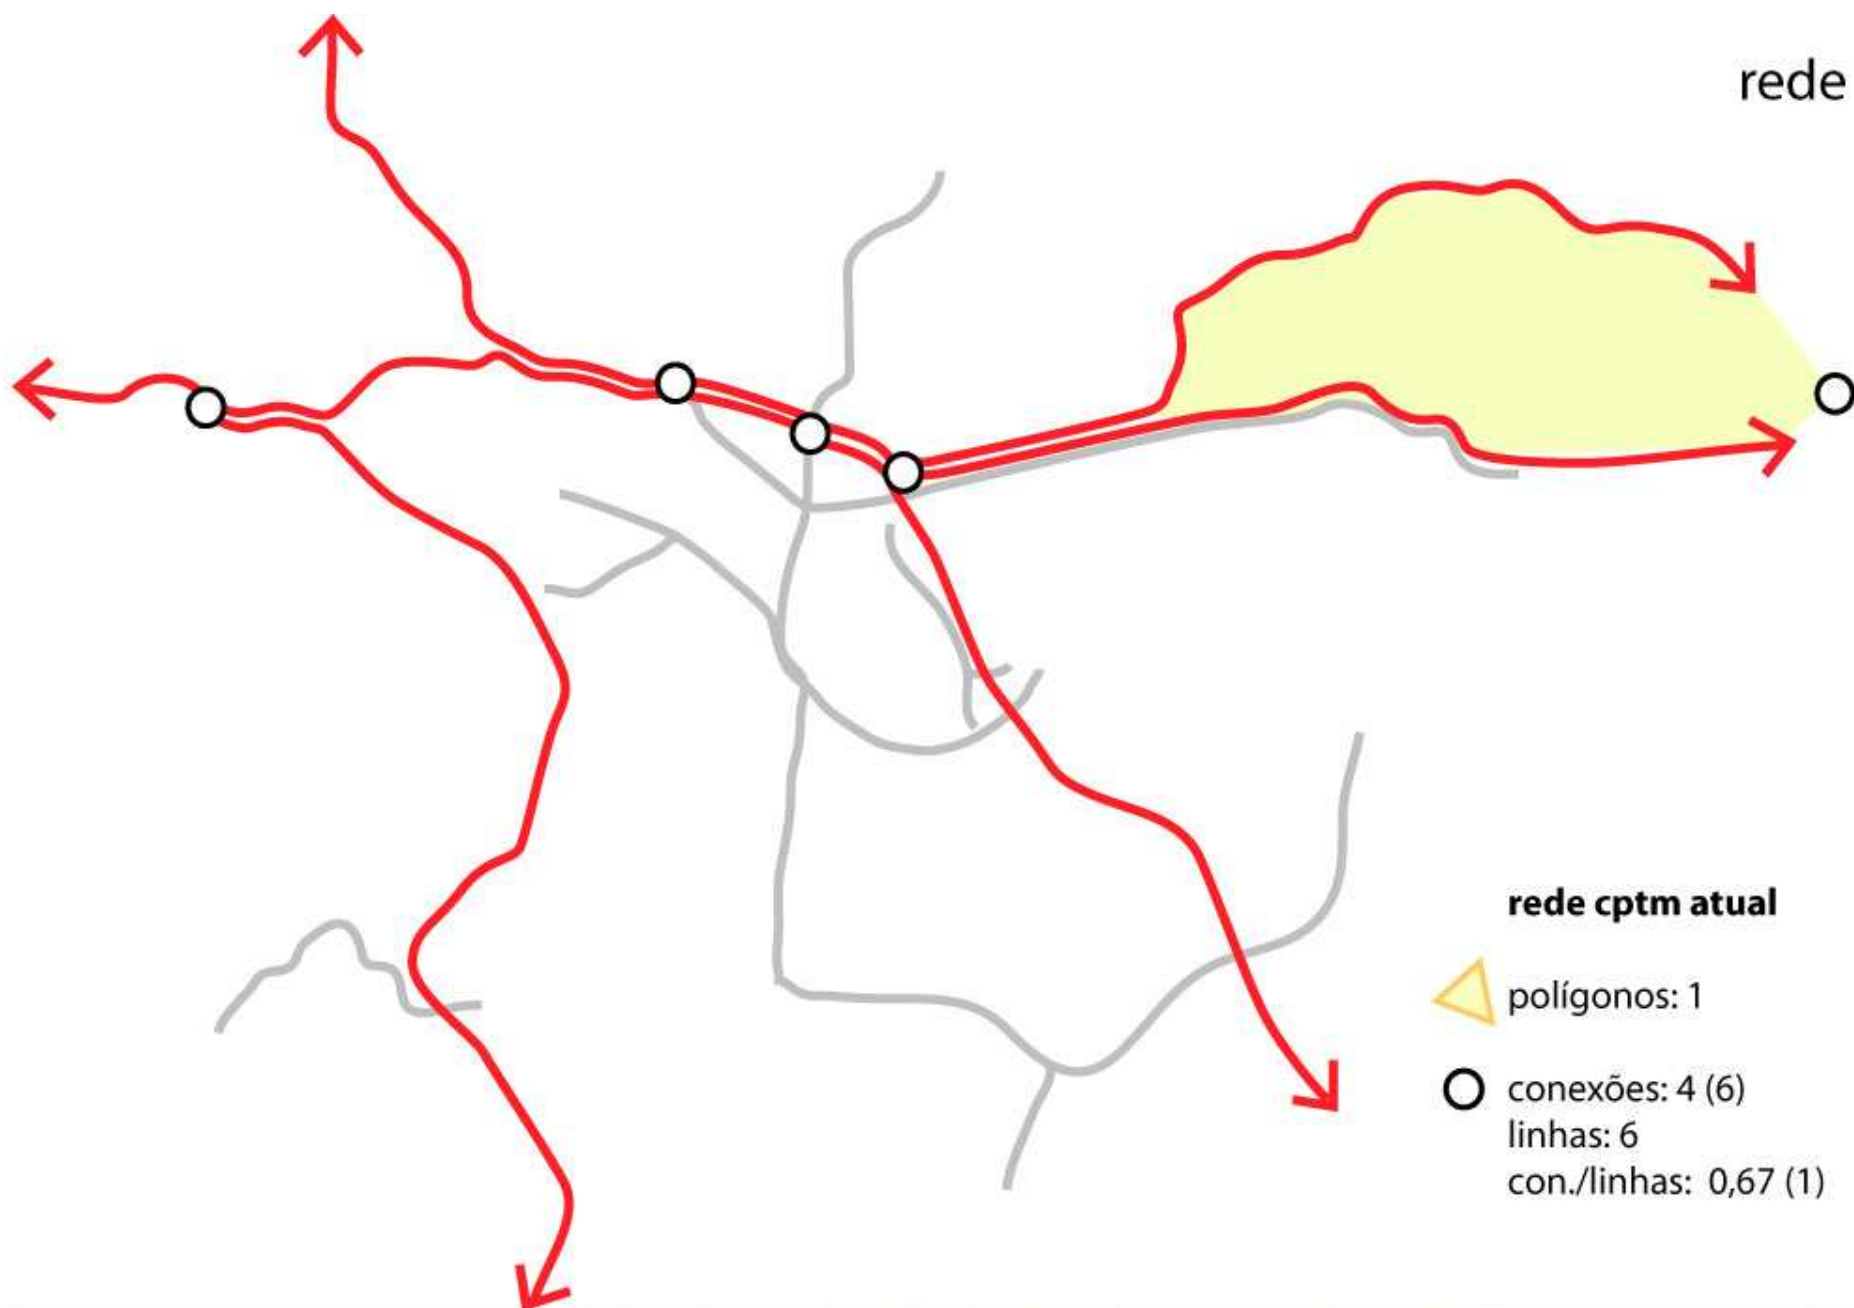 rede
rede cptm atual
polígonos: 1
conexões: 4 (6)
linhas: 6
con./linhas: 0,67 (1)